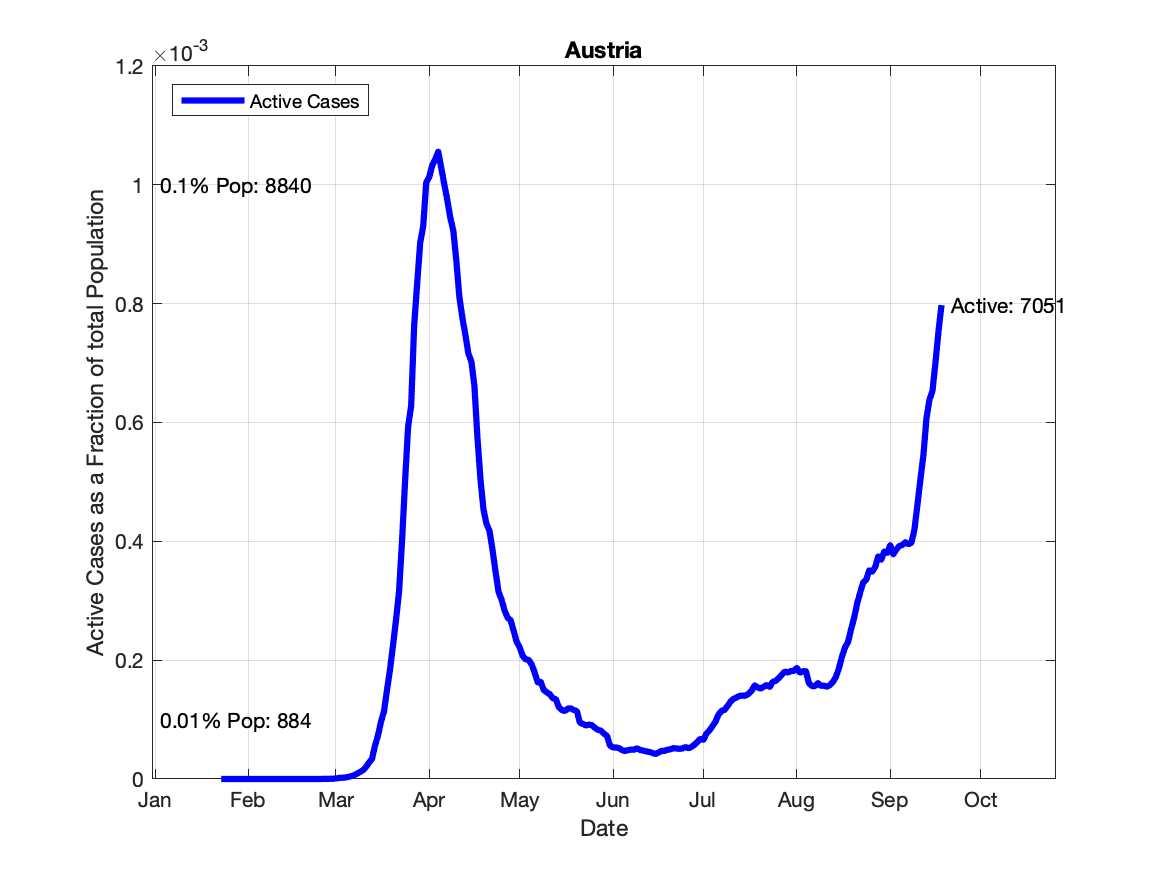 Austria
×10-3
1.2
1
0.8
0.6
0.4
0.2
0
Active Cases
0.1% Pop: 8840
0.01% Pop: 884
Active: 7051
Active Cases as a Fraction of total Population
Jan Feb Mar Apr May Jun Jul Aug Sep Oct
Date